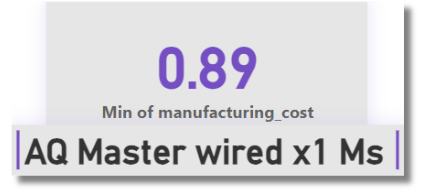 0.89
Min of manufacturing_cost
AQ Master wired x1 Ms